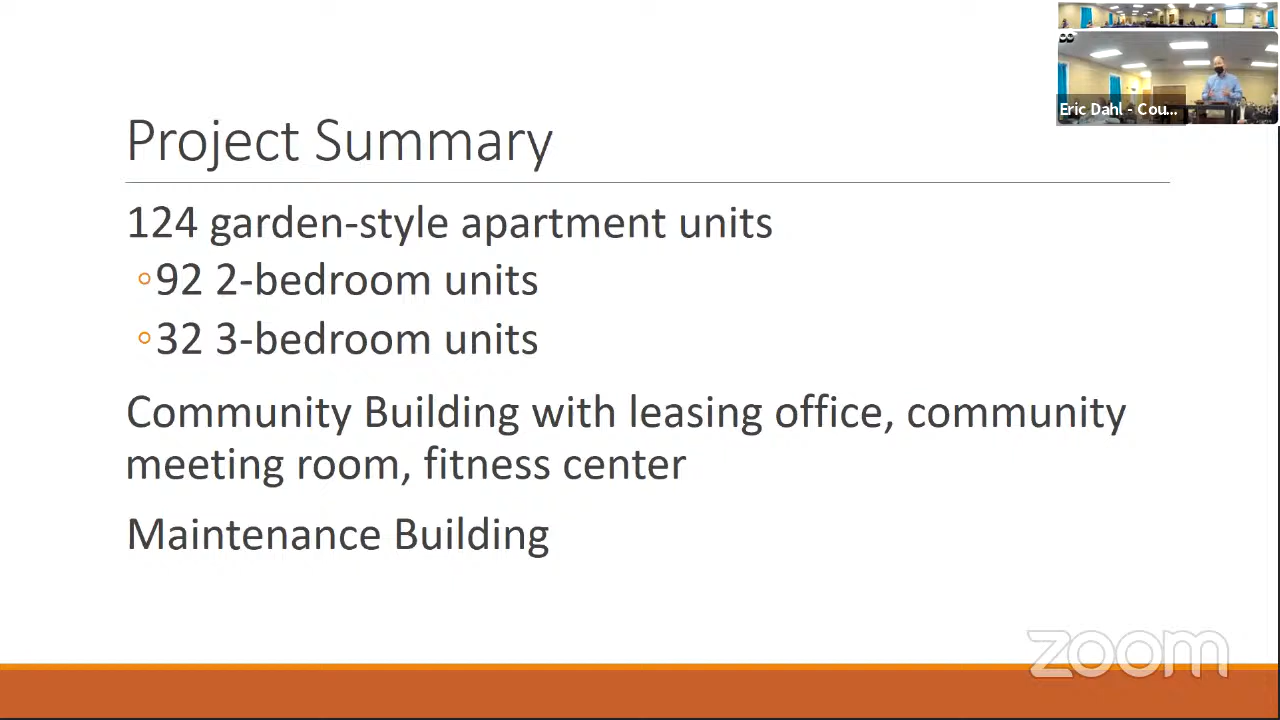 Project Summary
124 garden-style apartment units
92 2-bedroom units
32 3-bedroom units
Community Building with leasing office, community
meeting room, fitness center
Maintenance Building
Eric Dahl - Cou...
zoom